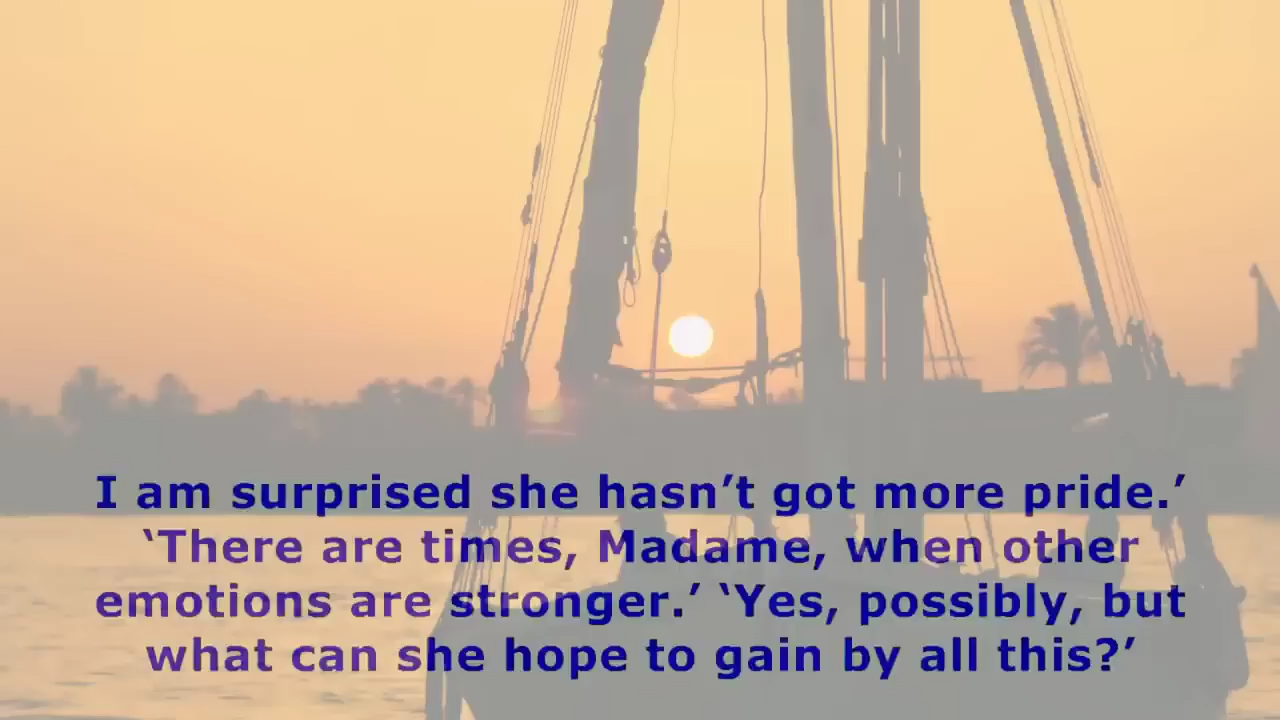 I am surprised she hasn’t got more pride.’
‘There are times, Madame, when other
emotions are stronger.’ ‘Yes, possibly, but
what can she hope to gain by all this?’